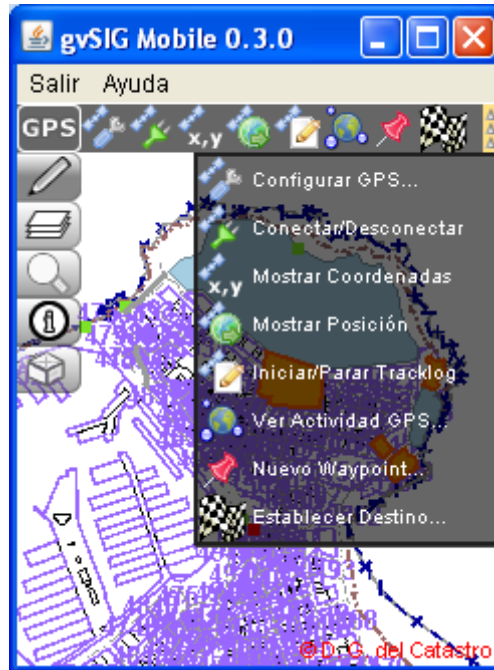 gvSIG Mobile 0.3.0
Salir Ayuda
GPS x,y
Configurar GPS...
Conectar/Desconectar
x,y Mostrar Coordenadas
Mostrar Posición
Iniciar/Parar Tracklog
Ver Actividad GPS...
Nuevo Waypoint...
Establecer Destino...
© D. G. del Catastro